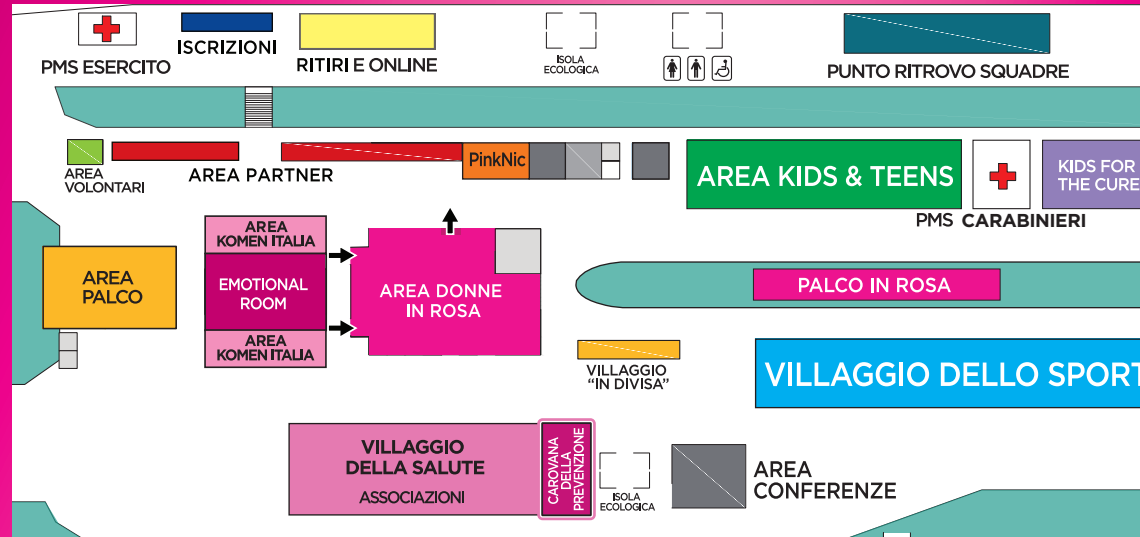 PMS ESERCITO
ISCRIZIONI
RITIRI E ONLINE
ISOLA
ECOLOGICA
PUNTO RITROVO SQUADRE
AREA
VOLONTARI
AREA PARTNER
PinkNic
AREA KIDS & TEENS
PMS CARABINIERI
KIDS FOR
THE CURE
AREA
PALCO
AREA
KOMEN ITALIA
EMOTIONAL
ROOM
AREA
KOMEN ITALIA
AREA DONNE
IN ROSA
PALCO IN ROSA
VILLAGGIO
“IN DIVISA”
VILLAGGIO DELLO SPORT
VILLAGGIO
DELLA SALUTE
ASSOCIAZIONI
CAROVANA
DELLA
PREVENZIONE
ISOLA
ECOLOGICA
AREA
CONFERENZE